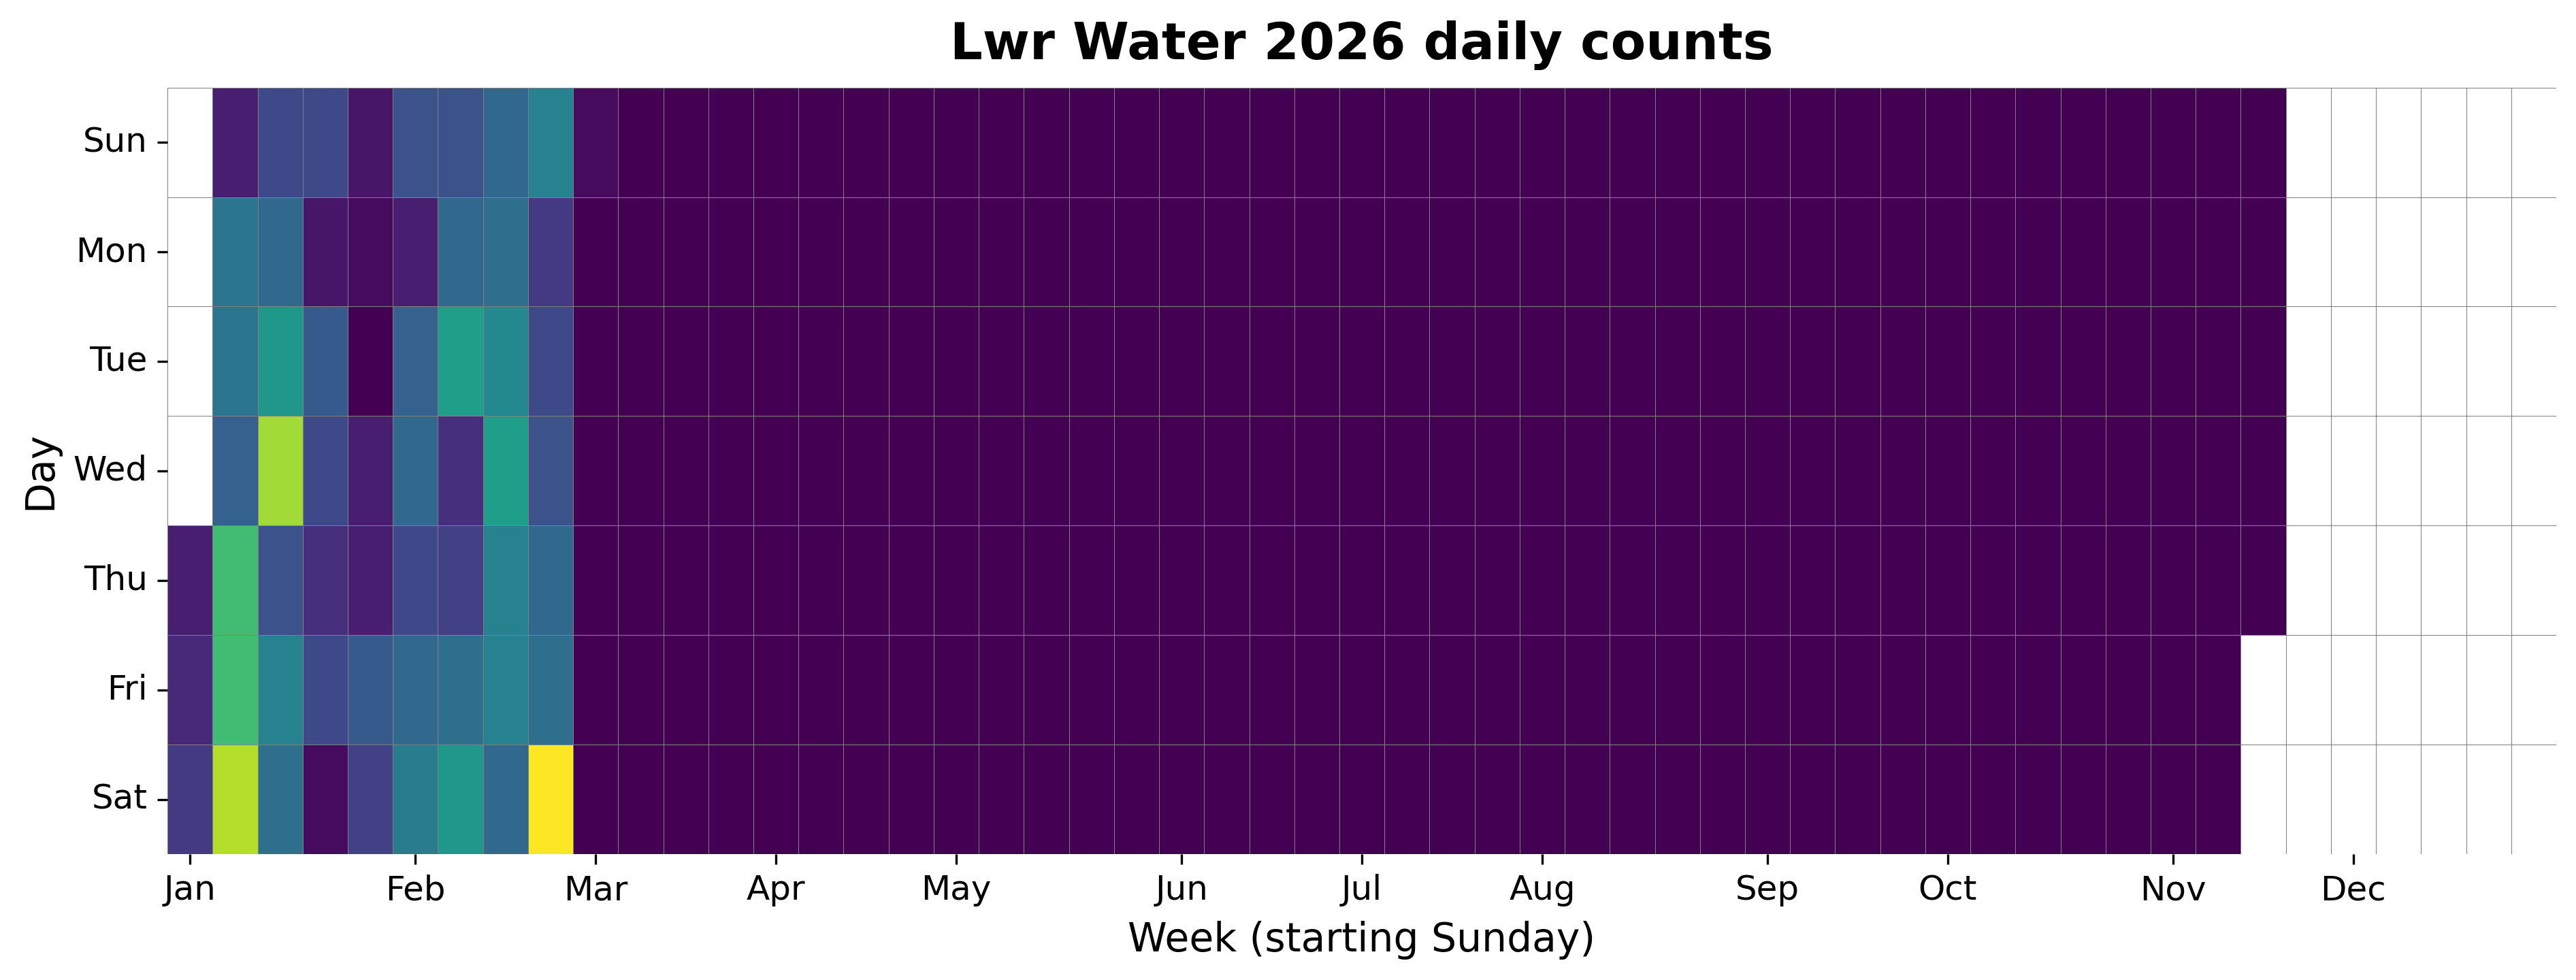 Lwr Water 2026 daily counts
Day
Sun
Mon
Tue
Wed
Thu
Fri
Sat
Jan Feb Mar Apr May Jun Jul Aug Sep Oct Nov Dec
Week (starting Sunday)